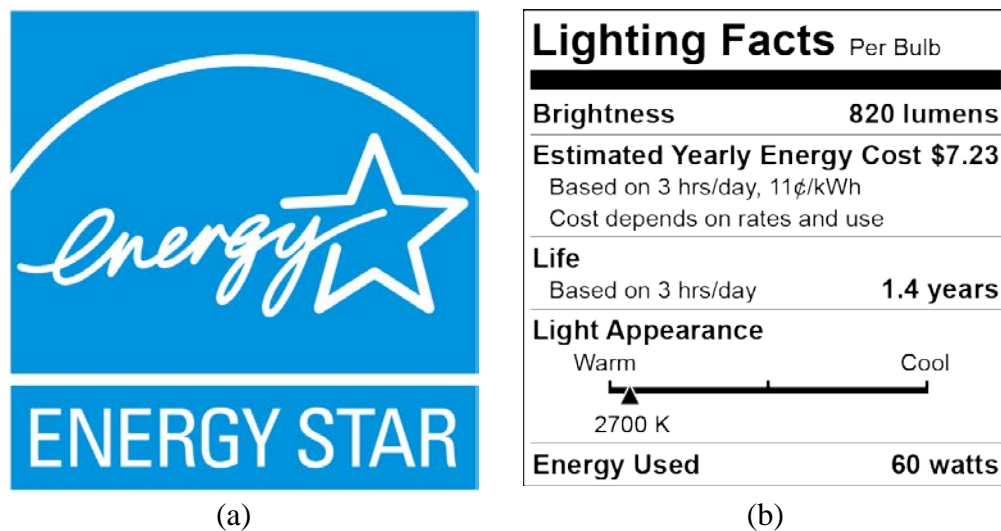 energy
ENERGY STAR
(a)
Lighting Facts Per Bulb
Brightness 820 lumens
Estimated Yearly Energy Cost $7.23
Based on 3 hrs/day, 11¢/kWh
Cost depends on rates and use
Life
Based on 3 hrs/day 1.4 years
Light Appearance
Warm Cool
2700 K
Energy Used 60 watts
(b)